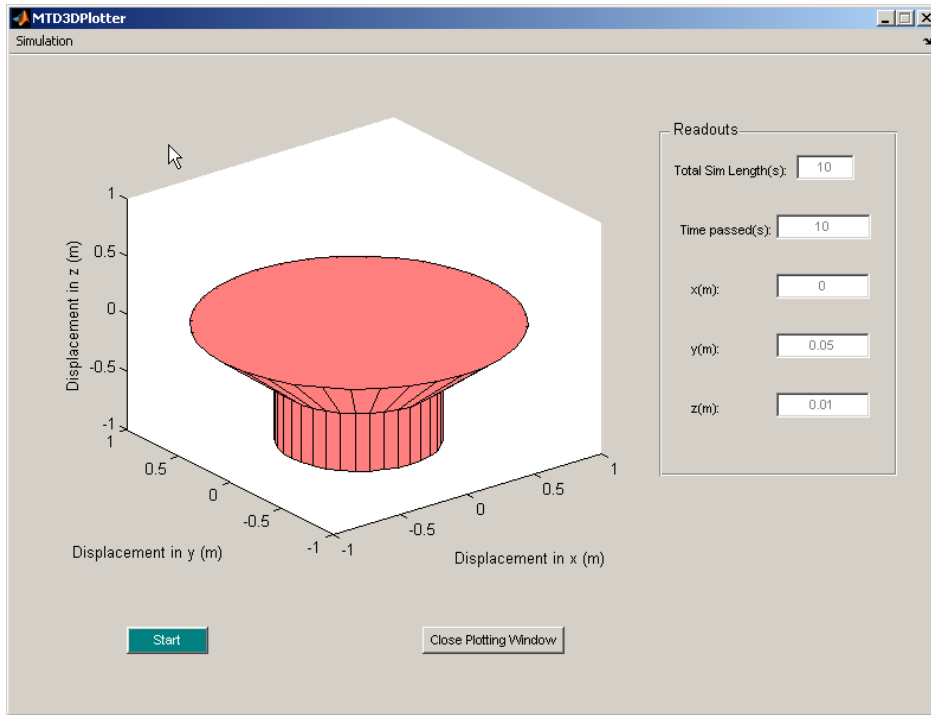 MTD3DPlotter
Simulation
Readouts
Total Sim Length(s): 10
Time passed(s): 10
x(m): 0
y(m): 0.05
z(m): 0.01
Displacement in z (m)
1
0.5
0
-0.5
-1
1
0.5
0
-0.5
-1
Displacement in y (m)
-1
-0.5
0
0.5
1
Displacement in x (m)
Start
Close Plotting Window